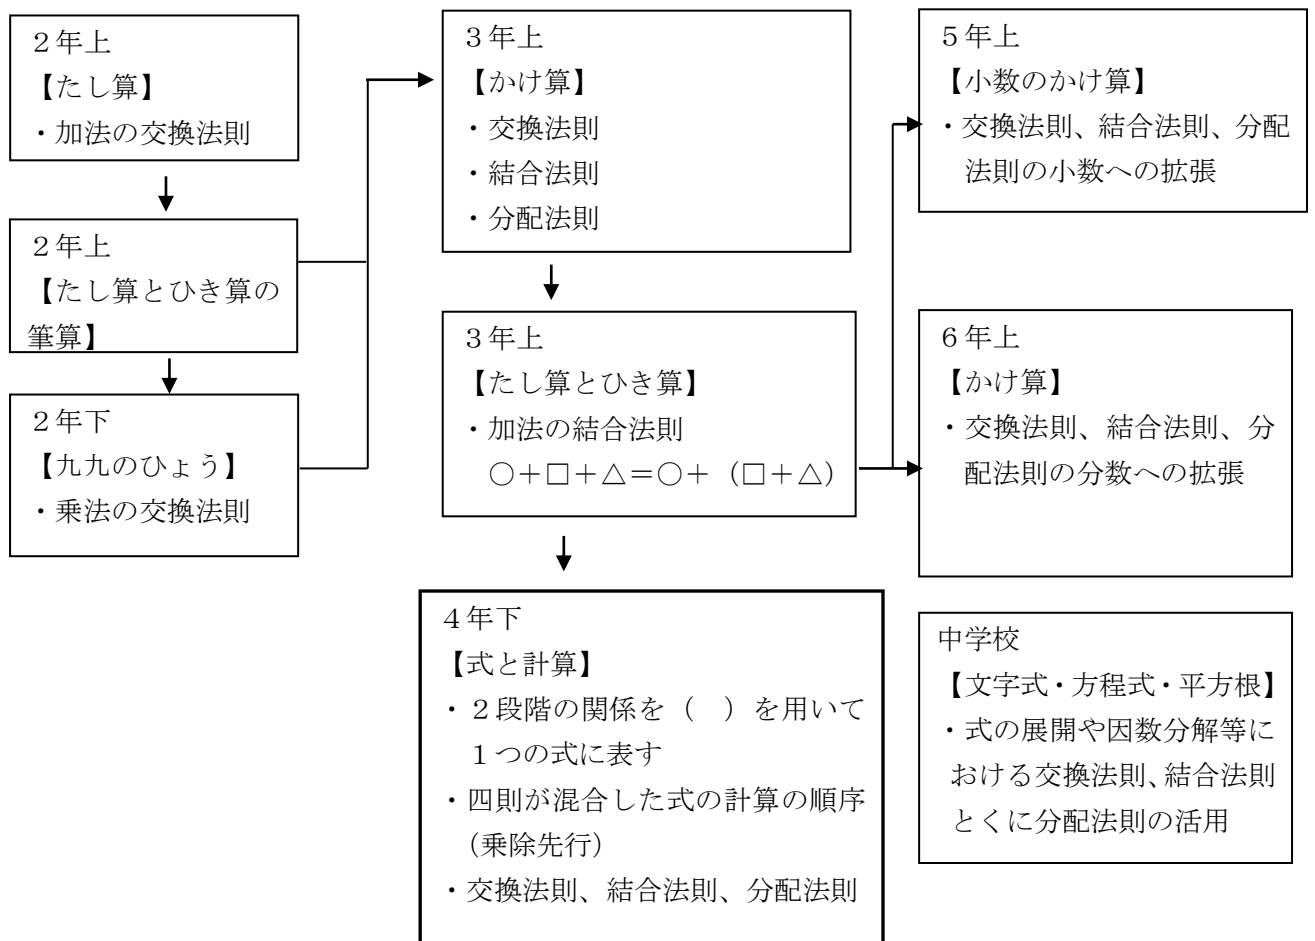 ２年上
【たし算】
・加法の交換法則
２年上
【たし算とひき算の
筆算】
２年下
【九九のひょう】
・乗法の交換法則
３年上
【かけ算】
・交換法則
・結合法則
・分配法則
３年上
【たし算とひき算】
・加法の結合法則
○＋□＋△＝○＋（□＋△）
４年下
【式と計算】
・２段階の関係を（　）を用いて
１つの式に表す
・四則が混合した式の計算の順序
（乗除先行）
・交換法則、結合法則、分配法則
５年上
【小数のかけ算】
・交換法則、結合法則、分配
法則の小数への拡張
６年上
【かけ算】
・交換法則、結合法則、分
配法則の分数への拡張
中学校
【文字式・方程式・平方根】
・式の展開や因数分解等に
おける交換法則、結合法則
とくに分配法則の活用